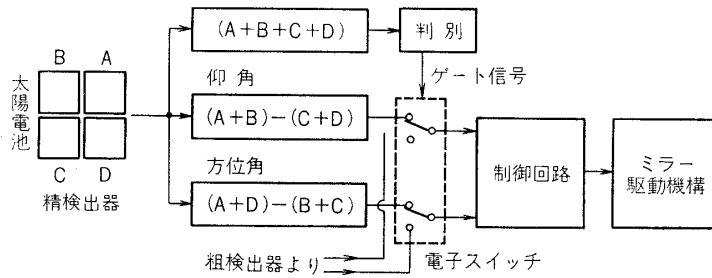 (A+B+C+D)
判別
B A
仰角
ゲート信号
太陽電池
(A+B)-(C+D)
C D
方位角
制御回路
ミラー
駆動機構
精検出器
(A+D)-(B+C)
粗検出器より
電子スイッチ